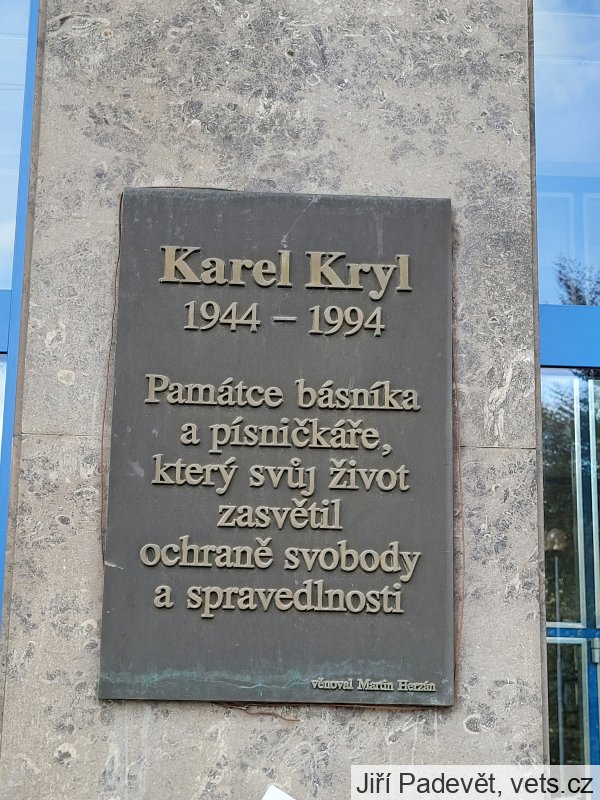 Karel Kryl
1944 – 1994
Památce básníka
a písničkáře,
který svůj život
zasvětil
ochraně svobody
a spravedlnosti
věnoval Martin Herzán
Jiří Padevět, vets.cz